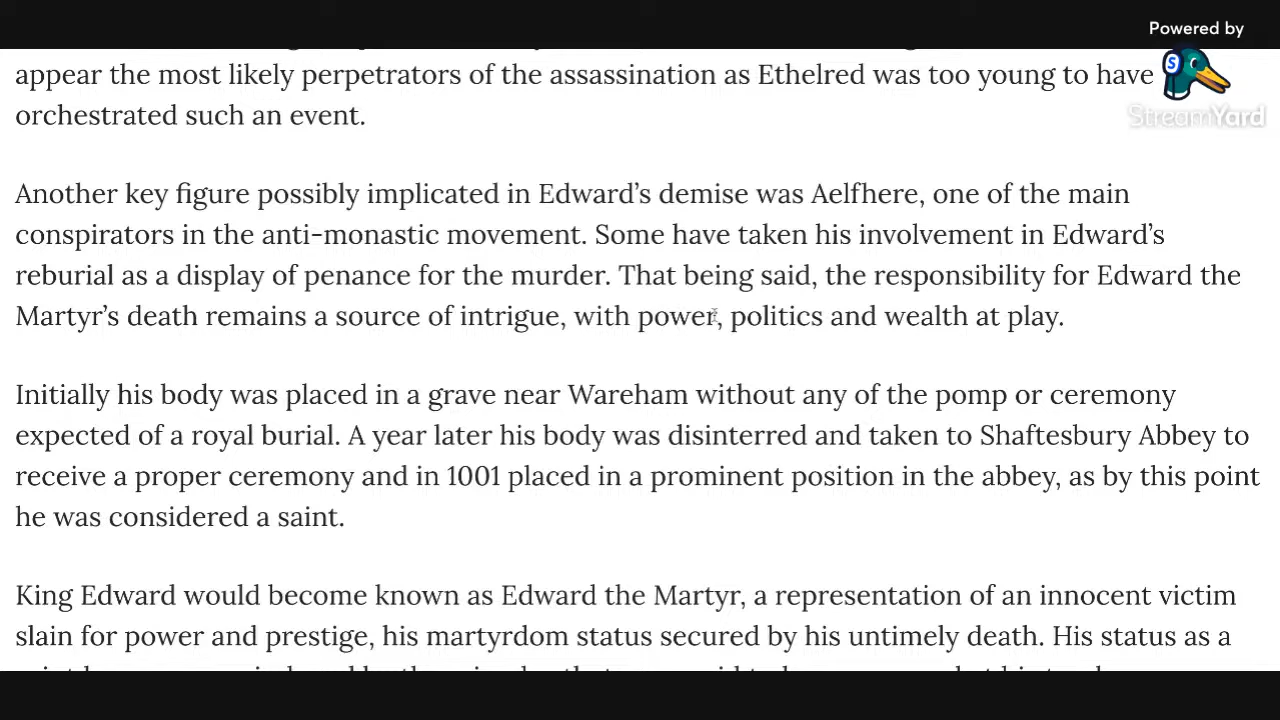 Powered by
StreamYard
appear the most likely perpetrators of the assassination as Ethelred was too young to have
orchestrated such an event.
Another key figure possibly implicated in Edward’s demise was Aelfhere, one of the main
conspirators in the anti-monastic movement. Some have taken his involvement in Edward’s
reburial as a display of penance for the murder. That being said, the responsibility for Edward the
Martyr’s death remains a source of intrigue, with power, politics and wealth at play.
Initially his body was placed in a grave near Wareham without any of the pomp or ceremony
expected of a royal burial. A year later his body was disinterred and taken to Shaftesbury Abbey to
receive a proper ceremony and in 1001 placed in a prominent position in the abbey, as by this point
he was considered a saint.
King Edward would become known as Edward the Martyr, a representation of an innocent victim
slain for power and prestige, his martyrdom status secured by his untimely death. His status as a